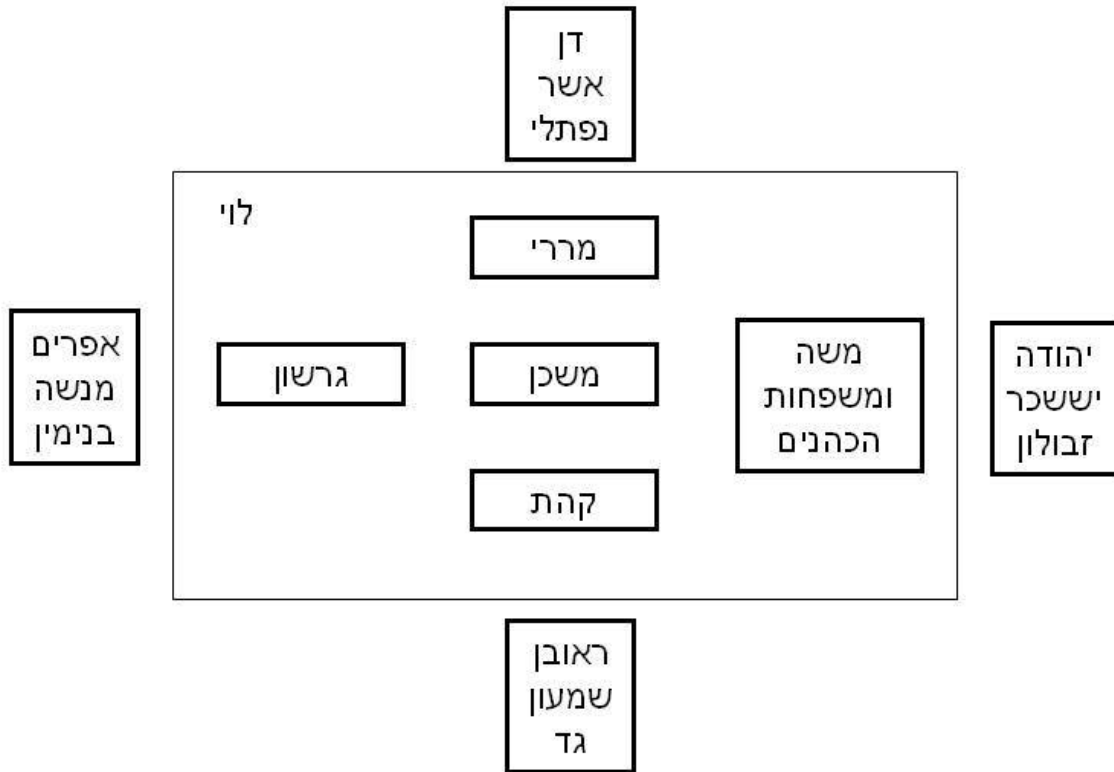 דן
אשר
נפתלי
לוי
מררי
יהודה
יששכר
זבולון
משה
ומשפחות
הכהנים
משכן
גרשון
אפרים
מנשה
בנימין
קהת
ראובן
שמעון
גד